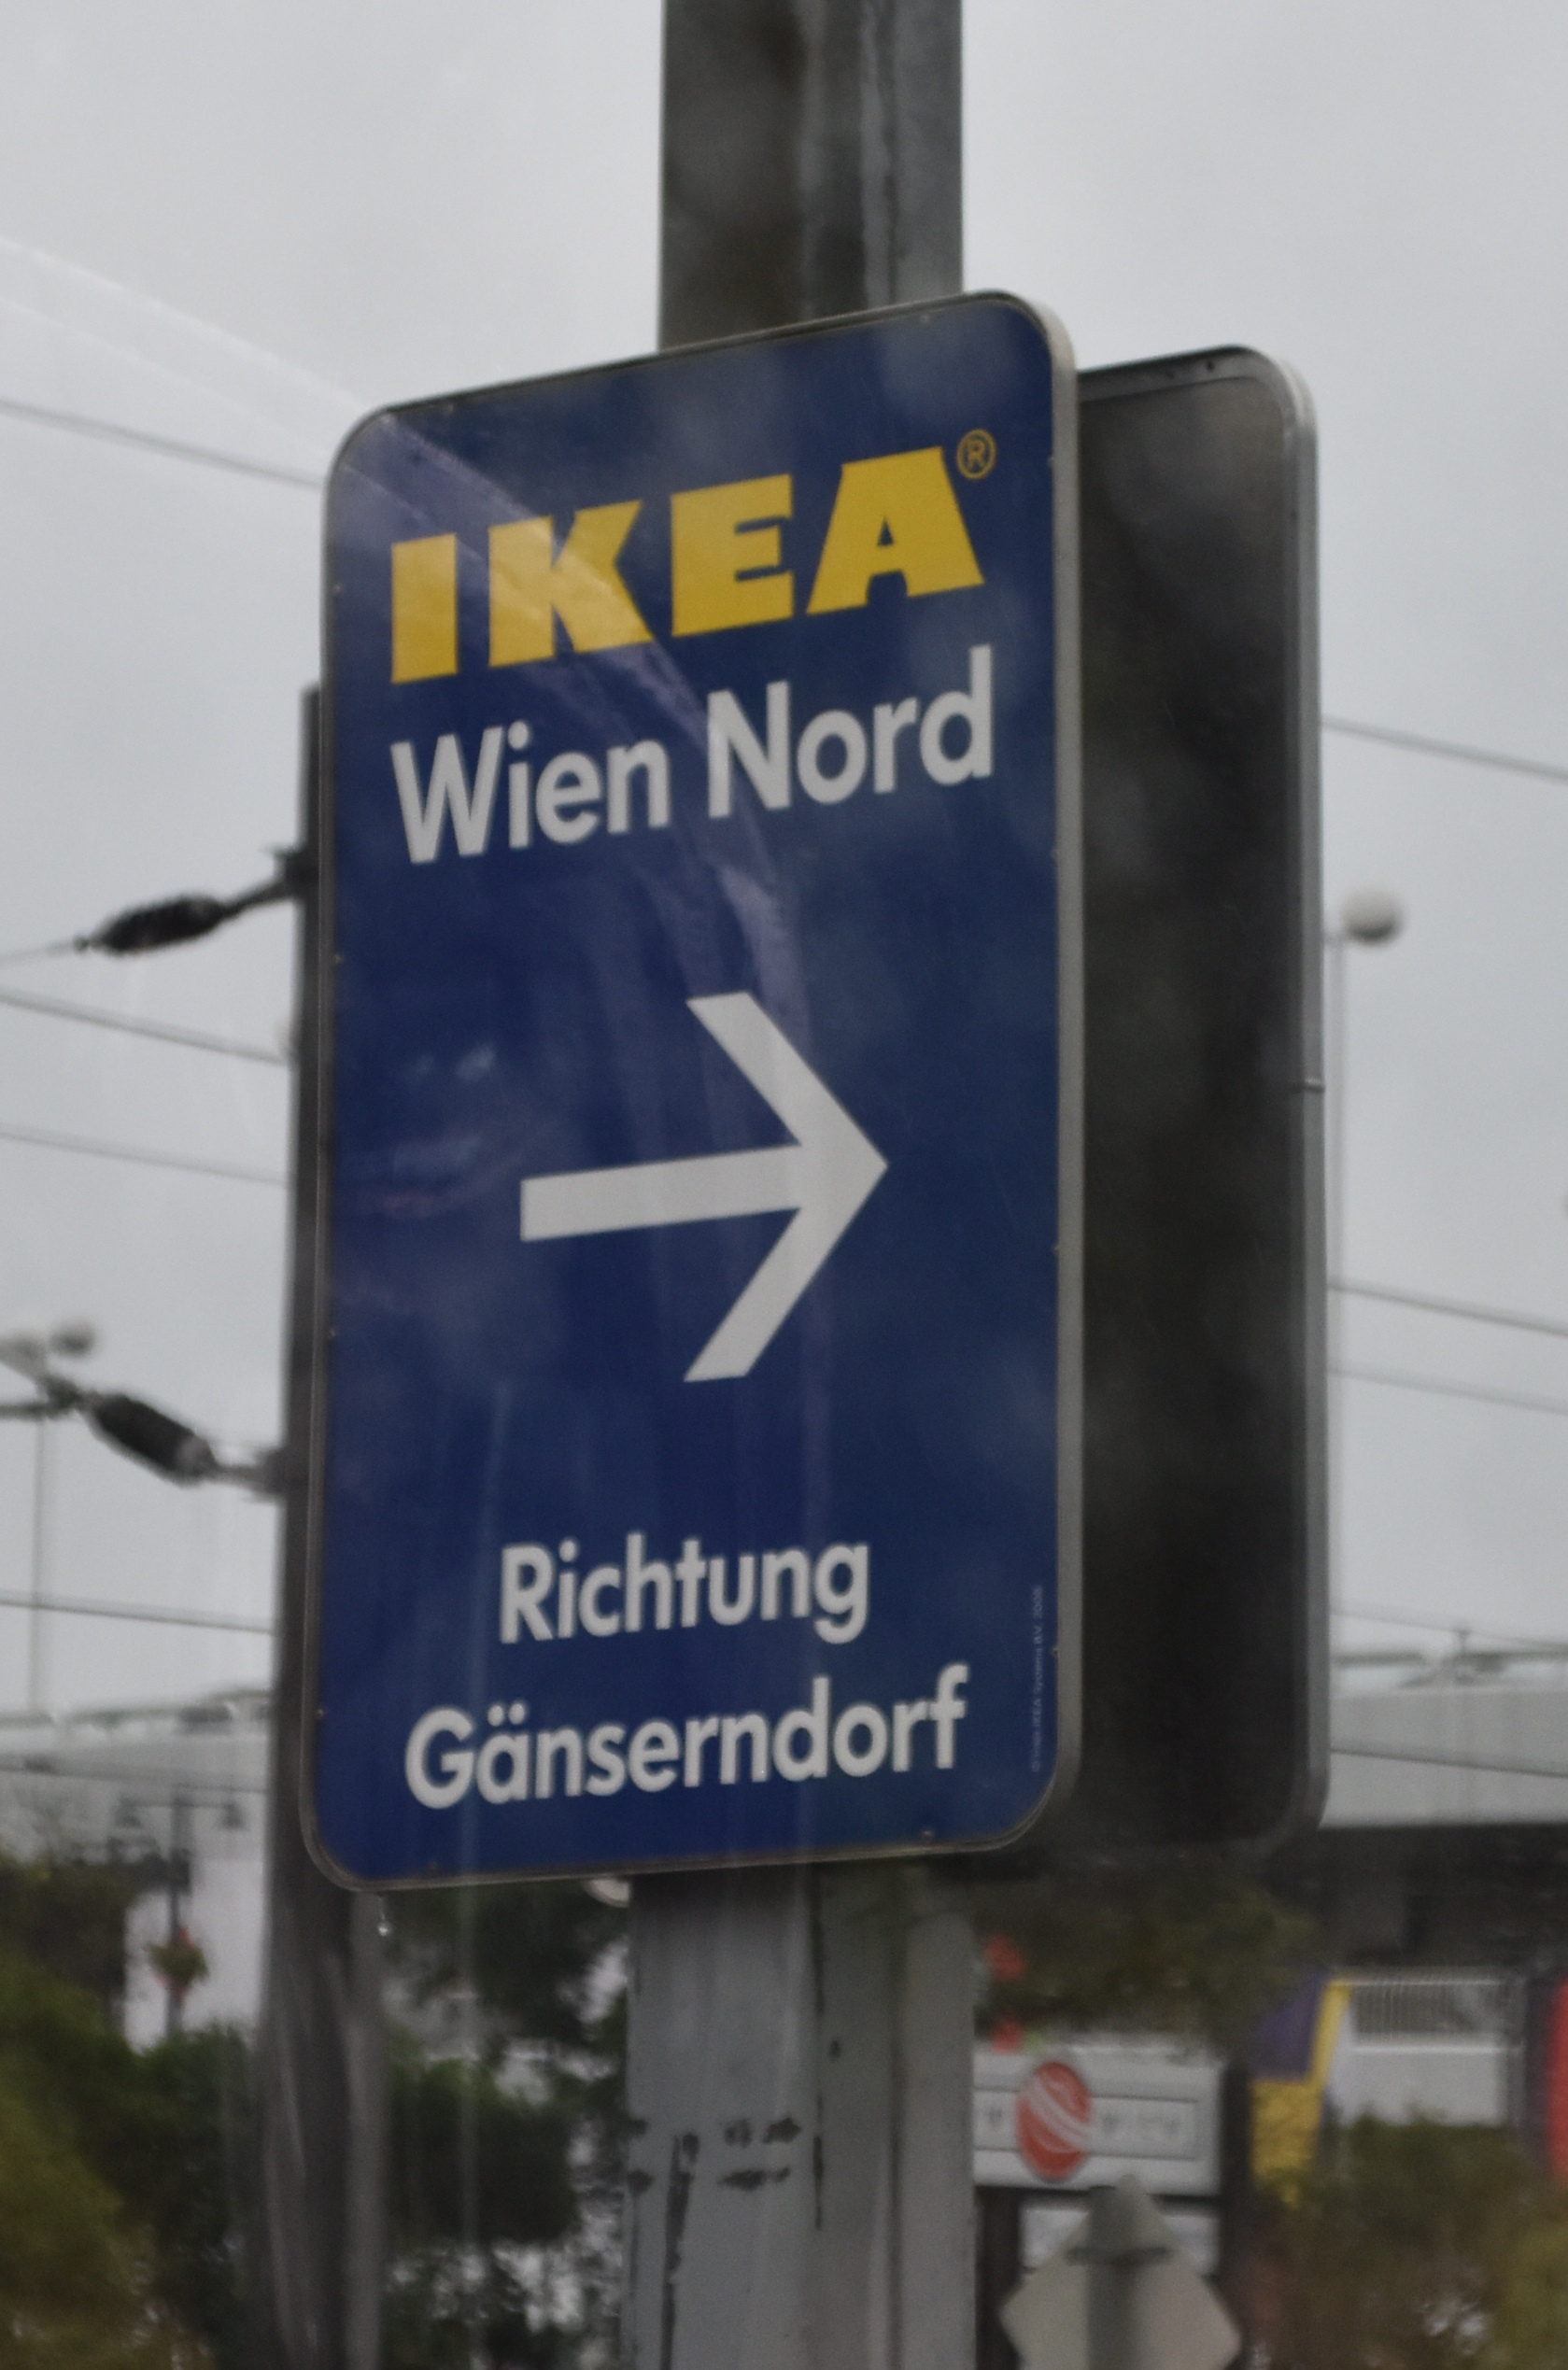 IKEA®
Wien Nord
Richtung
Gänserndorf